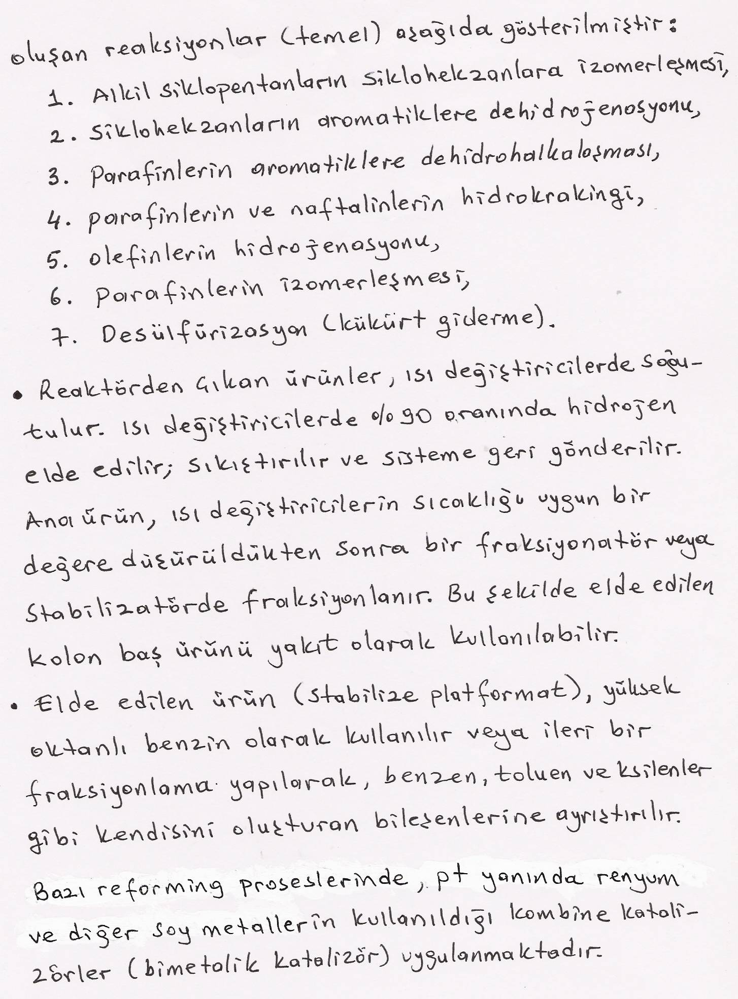 oluşan reaksiyonlar (temel) aşağıda gösterilmiştir:
1. Alkil siklopentanların siklohekzanlara izomerleşmesi,
2. Siklohekzanların aromatiklere dehidrojenosyonu,
3. Parafinlerin aromatiklere dehidrohalkalaşması,
4. parafinlerin ve naftalinlerin hidrokrakingi,
5. olefinlerin hidrojenasyonu,
6. Parafinlerin izomerleşmesi,
7. Desülfürizasyon (kükürt giderme).
• Reaktörden çıkan ürünler, ısı değiştiricilerde soğu-
tulur. ısı değiştiricilerde %90 oranında hidrojen
elde edilir; sıkıştırılır ve sisteme geri gönderilir.
Ana ürün, ısı değiştiricilerin sıcaklığı uygun bir
değere düşürüldükten sonra bir fraksiyonatör veya
Stabilizatörde fraksiyonlanır. Bu şekilde elde edilen
kolon baş ürünü yakıt olarak kullanılabilir.
• Elde edilen ürün (stabilize platformat), yüksek
oktanlı benzin olarak kullanılır veya ileri bir
fraksiyonlama yapılarak, benzen, toluen ve ksilenler
gibi kendisini oluşturan bileşenlerine ayrıştırılır.
Bazı reforming proseslerinde, pt yanında renyum
ve diğer soy metallerin kullanıldığı kombine katali-
zörler (bimetalik katalizör) uygulanmaktadır.